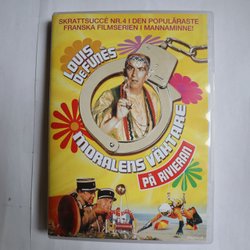 SKRATTSUCCÉ NR.4 I DEN POPULÄRASTE
FRANSKA FILMSERIEN I MANNAMINNE!
LOUIS
DE FUNÈS
MORALENS VÄKTARE
PÅ RIVIERAN